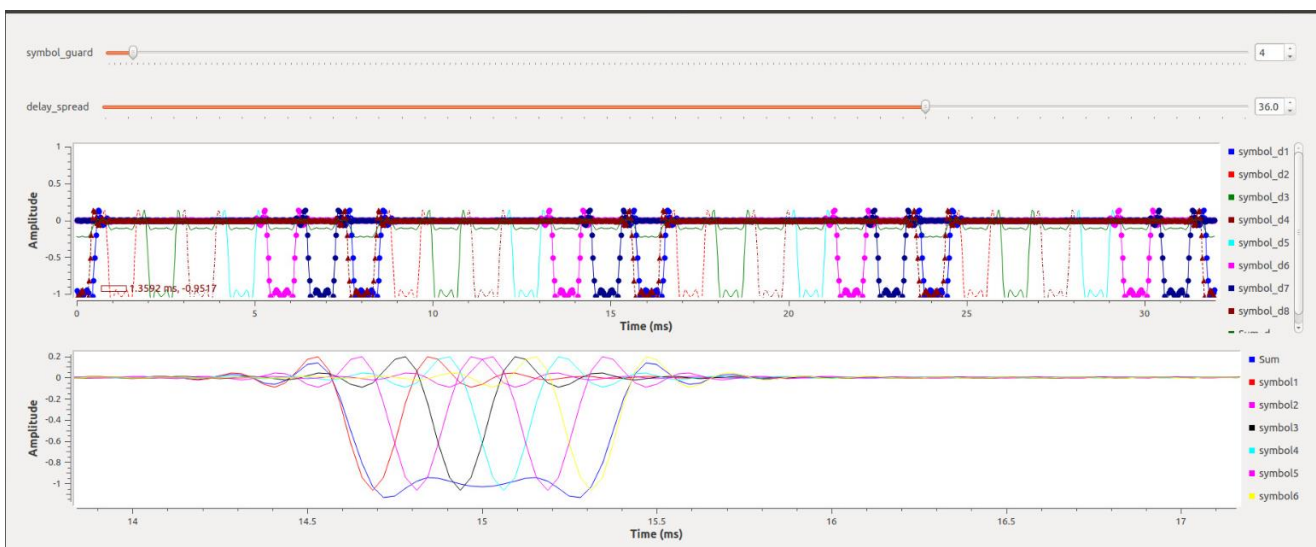 symbol_guard
4
delay_spread
36.0
1
0.5
0
-0.5
-1
Amplitude
1.3592 ms, -0.9517
0 5 10 15 20 25 30
Time (ms)
symbol_d1
symbol_d2
symbol_d3
symbol_d4
symbol_d5
symbol_d6
symbol_d7
symbol_d8
0.2
0
-0.2
-0.4
-0.6
-0.8
-1
Amplitude
14 14.5 15 15.5 16 16.5 17
Time (ms)
Sum
symbol1
symbol2
symbol3
symbol4
symbol5
symbol6